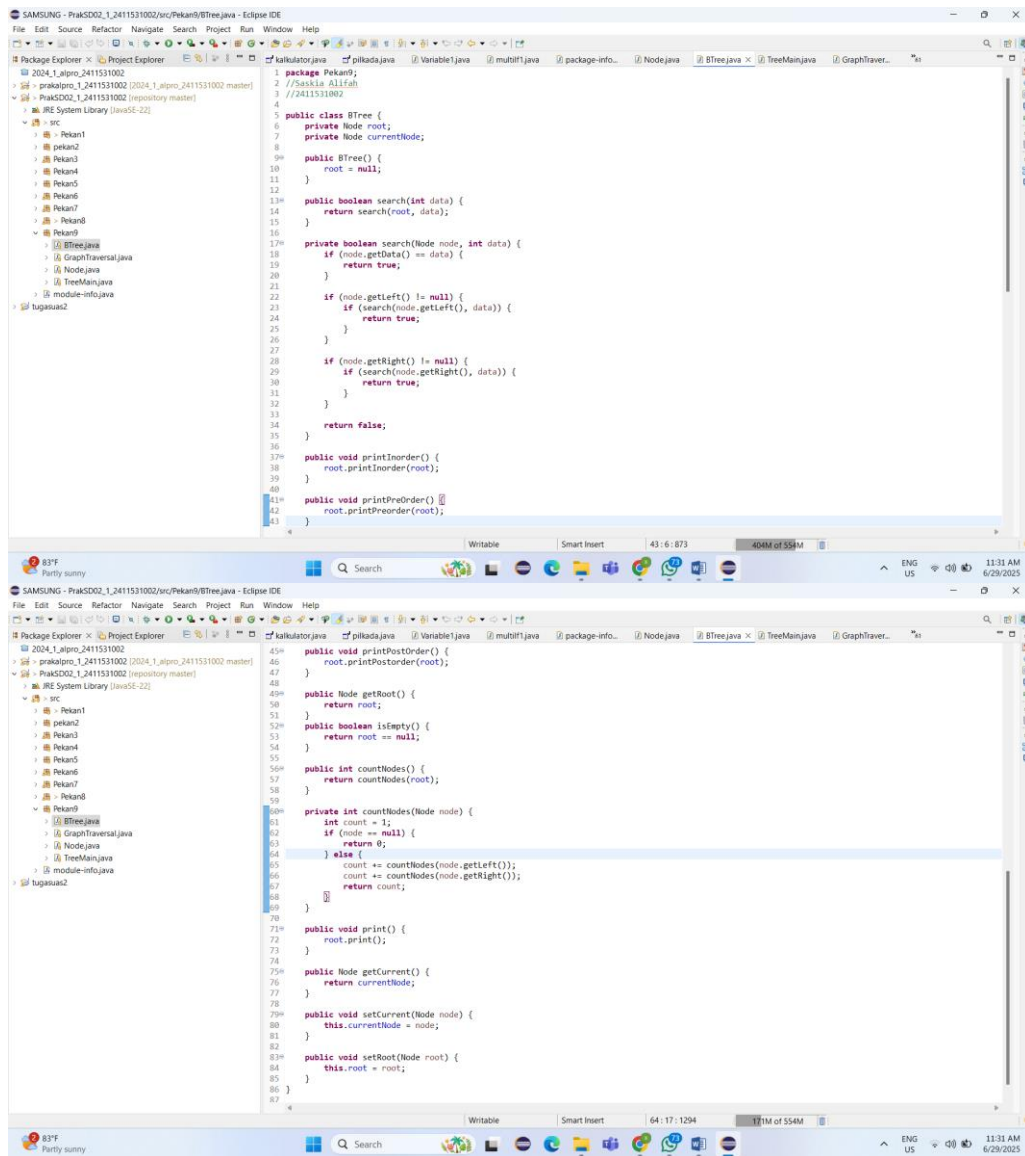 SAMSUNG - PrakSD02_1_2411531002/src/Pekan9/BTree.java - Eclipse IDE
File Edit Source Refactor Navigate Search Project Run Window Help
Package Explorer Project Explorer
kalkulator.java pilkada.java Variable1.java multiif1.java package-info... Node.java BTree.java TreeMain.java GraphTraver...
2024_1_alpro_2411531002
prakalpro_1_2411531002 [2024_1_alpro_2411531002 master]
PrakSD02_1_2411531002 [repository master]
JRE System Library [JavaSE-22]
src
Pekan1
pekan2
Pekan3
Pekan4
Pekan5
Pekan6
Pekan7
Pekan8
Pekan9
BTree.java
GraphTraversal.java
Node.java
TreeMain.java
module-info.java
tugasuas2
1 package Pekan9;
2 //Saskia Alifah
3 //2411531002
4
5 public class BTree {
6 private Node root;
7 private Node currentNode;
8
9 public BTree() {
10 root = null;
11 }
12
13 public boolean search(int data) {
14 return search(root, data);
15 }
16
17 private boolean search(Node node, int data) {
18 if (node.getData() == data) {
19 return true;
20 }
21
22 if (node.getLeft() != null) {
23 if (search(node.getLeft(), data)) {
24 return true;
25 }
26 }
27
28 if (node.getRight() != null) {
29 if (search(node.getRight(), data)) {
30 return true;
31 }
32 }
33
34 return false;
35 }
36
37 public void printInorder() {
38 root.printInorder(root);
39 }
40
41 public void printPreOrder() {
42 root.printPreorder(root);
43 }
Writable Smart Insert 43 : 6 : 873 404M of 554M
83°F
Partly sunny
Search
ENG
US
11:31 AM
6/29/2025
SAMSUNG - PrakSD02_1_2411531002/src/Pekan9/BTree.java - Eclipse IDE
File Edit Source Refactor Navigate Search Project Run Window Help
Package Explorer Project Explorer
kalkulator.java pilkada.java Variable1.java multiif1.java package-info... Node.java BTree.java TreeMain.java GraphTraver...
2024_1_alpro_2411531002
prakalpro_1_2411531002 [2024_1_alpro_2411531002 master]
PrakSD02_1_2411531002 [repository master]
JRE System Library [JavaSE-22]
src
Pekan1
pekan2
Pekan3
Pekan4
Pekan5
Pekan6
Pekan7
Pekan8
Pekan9
BTree.java
GraphTraversal.java
Node.java
TreeMain.java
module-info.java
tugasuas2
45 public void printPostOrder() {
46 root.printPostorder(root);
47 }
48
49 public Node getRoot() {
50 return root;
51 }
52 public boolean isEmpty() {
53 return root == null;
54 }
55
56 public int countNodes() {
57 return countNodes(root);
58 }
59
60 private int countNodes(Node node) {
61 int count = 1;
62 if (node == null) {
63 return 0;
64 } else {
65 count += countNodes(node.getLeft());
66 count += countNodes(node.getRight());
67 return count;
68 }
69 }
70
71 public void print() {
72 root.print();
73 }
74
75 public Node getCurrent() {
76 return currentNode;
77 }
78
79 public void setCurrent(Node node) {
80 this.currentNode = node;
81 }
82
83 public void setRoot(Node root) {
84 this.root = root;
85 }
86 }
87
Writable Smart Insert 64 : 17 : 1294 171M of 554M
83°F
Partly sunny
Search
ENG
US
11:31 AM
6/29/2025